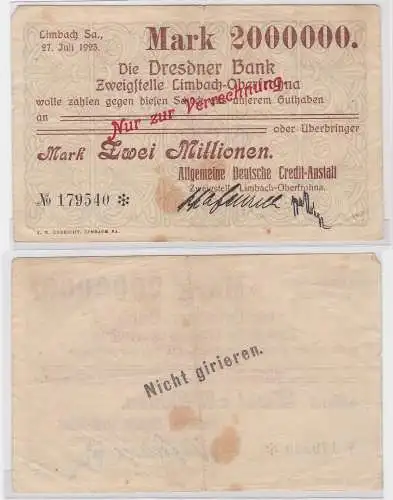 Limbach Sa.,
27. Juli 1923.
Mark 2000000.
Die Dresdner Bank
Zweigstelle Limbach-Oberfrohna
wolle zahlen gegen diesen Scheck aus unserem Guthaben
an
oder Überbringer
Nur zur Verrechnung
Mark Zwei Millionen.
Allgemeine Deutsche Credit-Anstalt
Zweigstelle Limbach-Oberfrohna.
№ 179540 *
LIMBACH SA.
Nicht girieren.